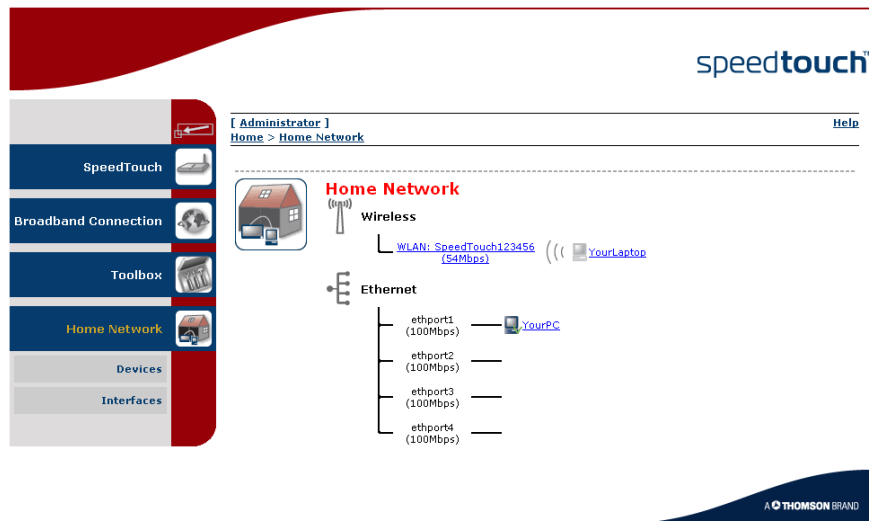 speedtouch™
[ Administrator ]
Help
Home > Home Network
SpeedTouch
Broadband Connection
Toolbox
Home Network
Devices
Interfaces
Home Network
Wireless
WLAN: SpeedTouch123456
(54Mbps)
YourLaptop
Ethernet
ethport1
(100Mbps)
YourPC
ethport2
(100Mbps)
ethport3
(100Mbps)
ethport4
(100Mbps)
A THOMSON BRAND